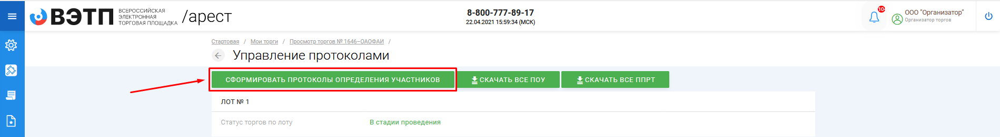 ВЭТП
ВСЕРОССИЙСКАЯ
ЭЛЕКТРОННАЯ
ТОРГОВАЯ ПЛОЩАДКА
/арест
8-800-777-89-17
22.04.2021 15:59:34 (МСК)
ООО "Организатор"
Организатор торгов
Стартовая / Мои торги / Просмотр торгов № 1646–ОАОФАИ /
Управление протоколами
СФОРМИРОВАТЬ ПРОТОКОЛЫ ОПРЕДЕЛЕНИЯ УЧАСТНИКОВ
СКАЧАТЬ ВСЕ ПОУ
СКАЧАТЬ ВСЕ ППРТ
ЛОТ № 1
Статус торгов по лоту В стадии проведения